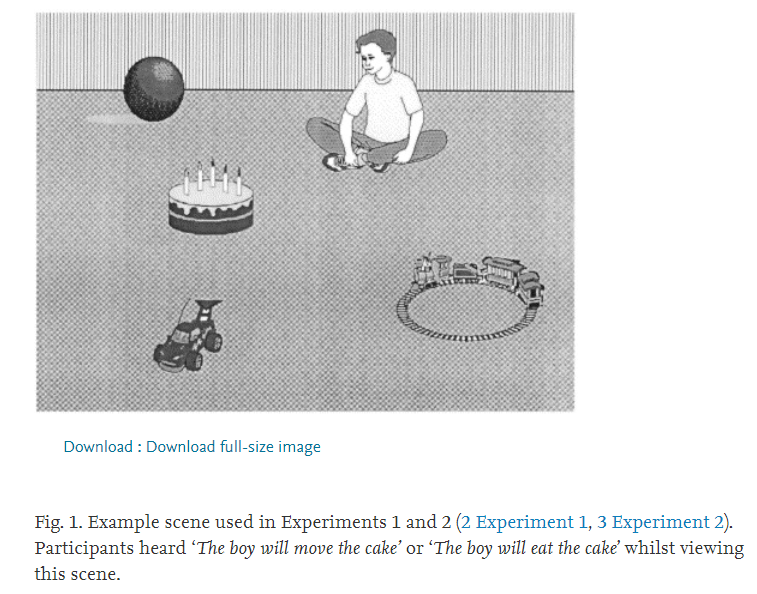 Download : Download full-size image
Fig. 1. Example scene used in Experiments 1 and 2 (2 Experiment 1, 3 Experiment 2).
Participants heard ‘The boy will move the cake’ or ‘The boy will eat the cake’ whilst viewing
this scene.